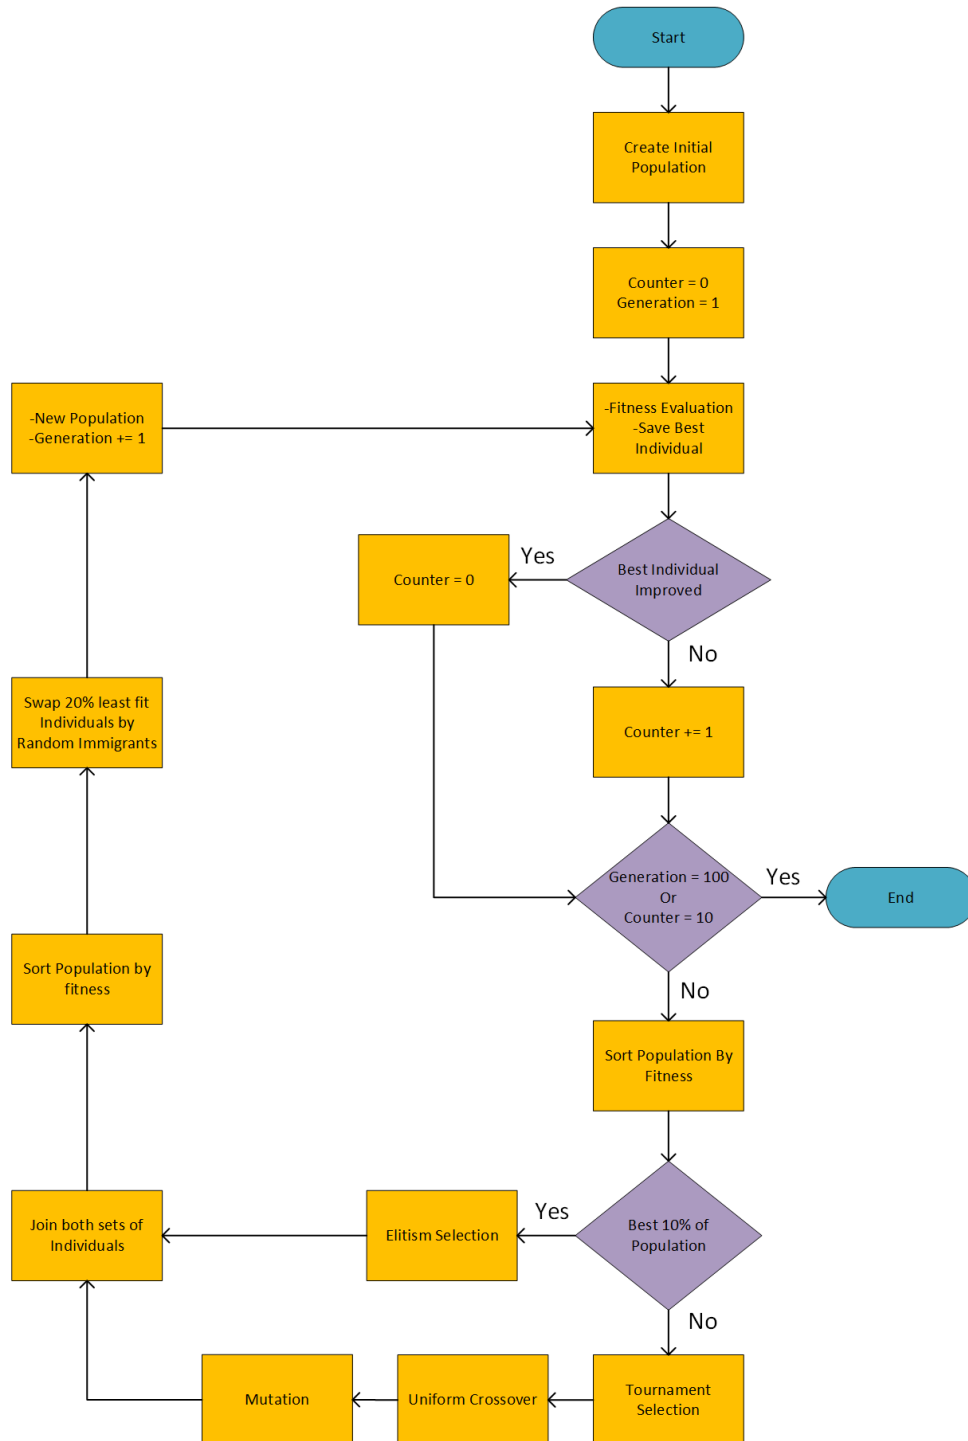 Start
Create Initial
Population
Counter = 0
Generation = 1
-New Population
-Generation += 1
-Fitness Evaluation
-Save Best
Individual
Counter = 0
Yes
Best Individual
Improved
No
Swap 20% least fit
Individuals by
Random Immigrants
Counter += 1
Generation = 100
Or
Counter = 10
Yes
End
No
Sort Population by
fitness
Sort Population By
Fitness
Join both sets of
Individuals
Elitism Selection
Yes
Best 10% of
Population
No
Mutation
Uniform Crossover
Tournament
Selection